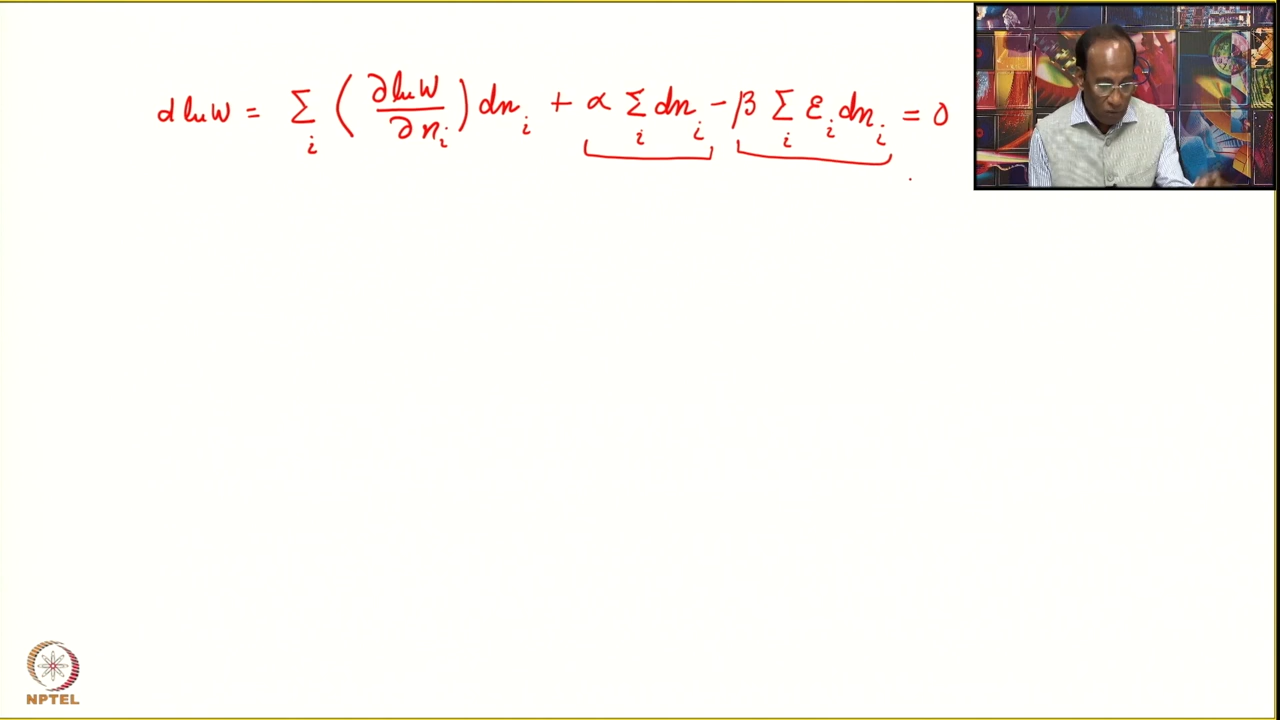 d ln W = Σ_i (∂ ln W / ∂n_i) dn_i + α Σ_i dn_i - β Σ_i ε_i dn_i = 0
NPTEL